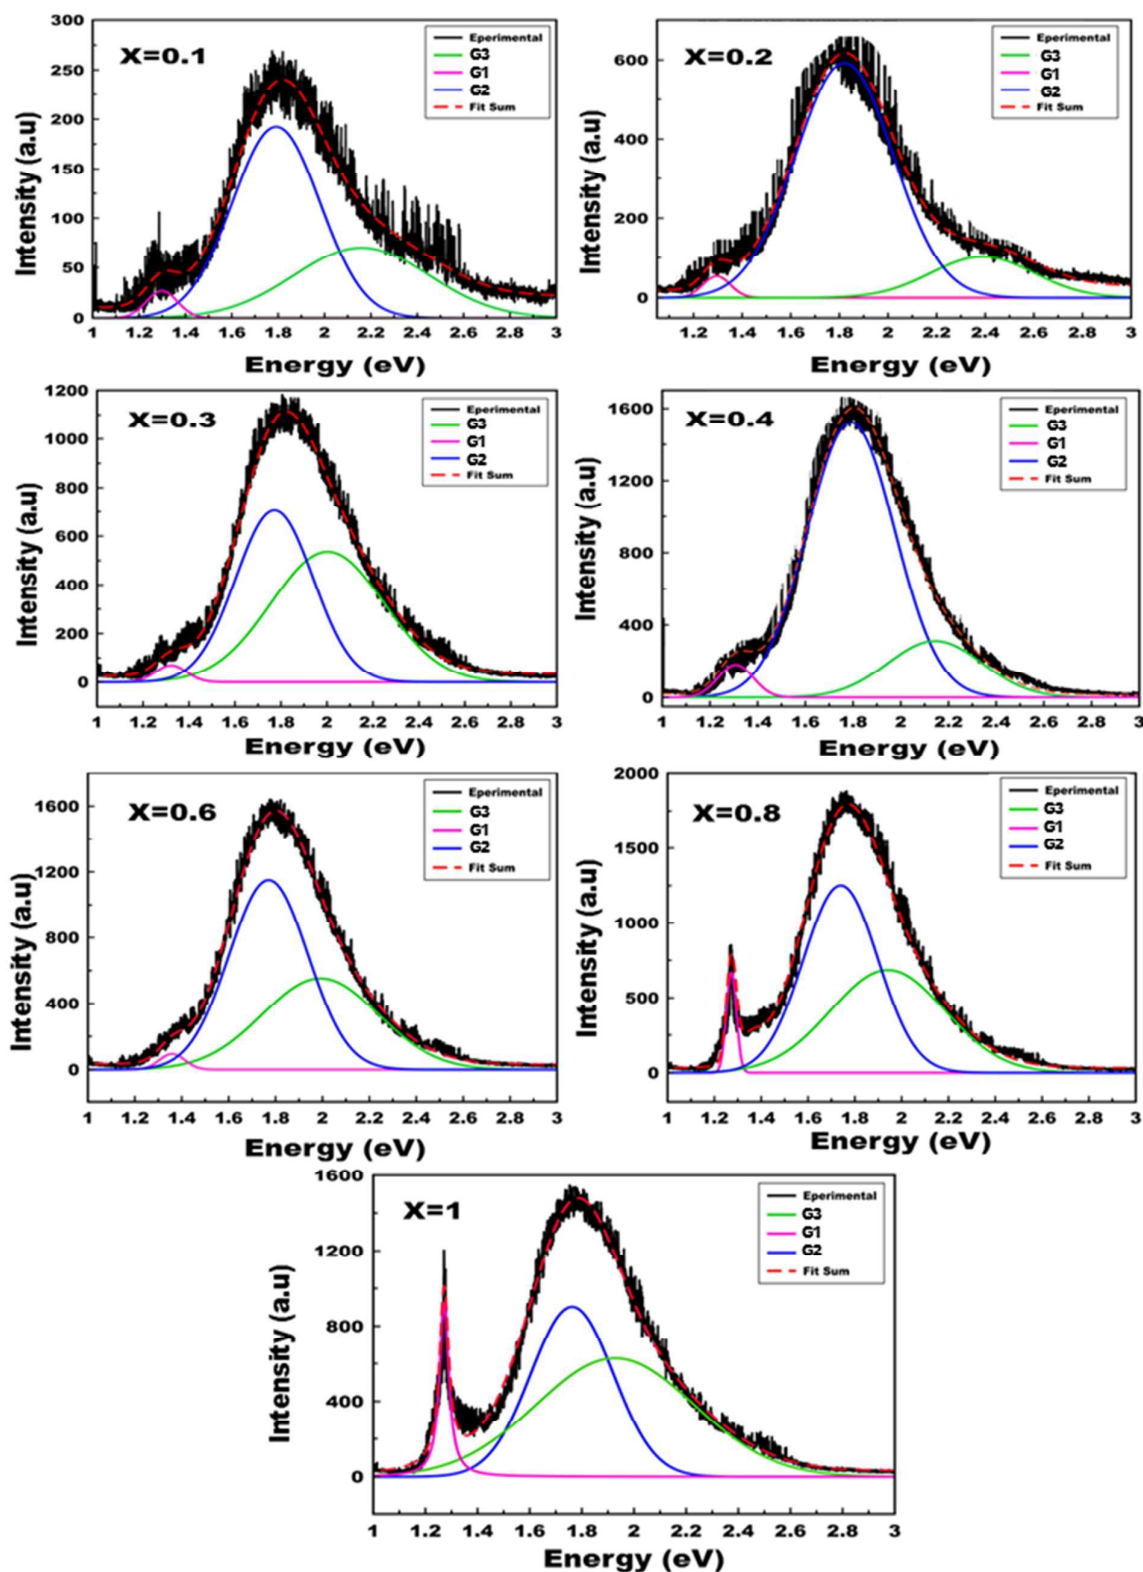 X=0.1
Eperimental
G3
G1
G2
Fit Sum
300
250
200
150
100
50
0
Intensity (a.u)
1 1.2 1.4 1.6 1.8 2 2.2 2.4 2.6 2.8 3
Energy (eV)
X=0.2
Eperimental
G3
G1
G2
Fit Sum
600
400
200
0
Intensity (a.u)
1.2 1.4 1.6 1.8 2 2.2 2.4 2.6 2.8 3
Energy (eV)
X=0.3
Eperimental
G3
G1
G2
Fit Sum
1200
1000
800
600
400
200
0
Intensity (a.u)
1 1.2 1.4 1.6 1.8 2 2.2 2.4 2.6 2.8 3
Energy (eV)
X=0.4
Eperimental
G3
G1
G2
Fit Sum
1600
1200
800
400
0
Intensity (a.u)
1 1.2 1.4 1.6 1.8 2 2.2 2.4 2.6 2.8 3
Energy (eV)
X=0.6
Eperimental
G3
G1
G2
Fit Sum
1600
1200
800
400
0
Intensity (a.u)
1 1.2 1.4 1.6 1.8 2 2.2 2.4 2.6 2.8 3
Energy (eV)
X=0.8
Eperimental
G3
G1
G2
Fit Sum
2000
1500
1000
500
0
Intensity (a.u)
1 1.2 1.4 1.6 1.8 2 2.2 2.4 2.6 2.8 3
Energy (eV)
X=1
Eperimental
G3
G1
G2
Fit Sum
1600
1200
800
400
0
Intensity (a.u)
1 1.2 1.4 1.6 1.8 2 2.2 2.4 2.6 2.8 3
Energy (eV)